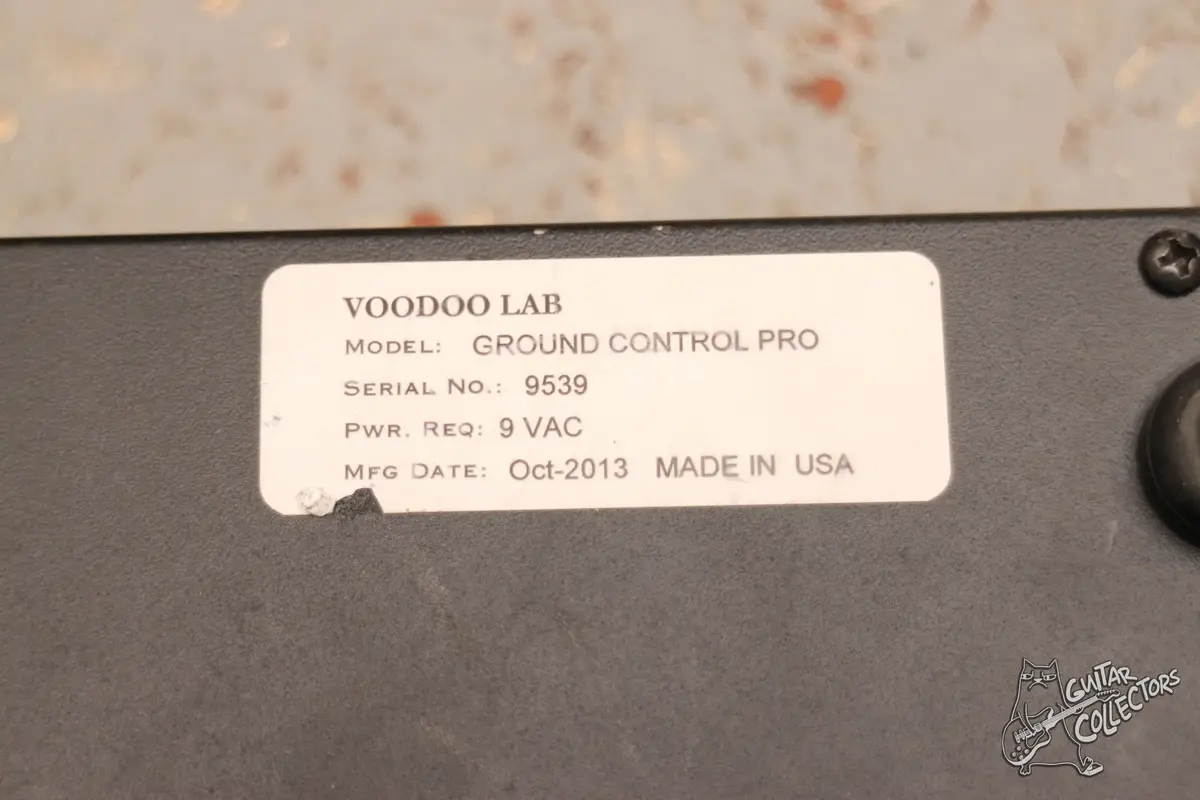 VOODOO LAB
MODEL: GROUND CONTROL PRO
SERIAL NO.: 9539
PWR. REQ: 9 VAC
MFG DATE: Oct-2013 MADE IN USA
GUITAR
COLLECTORS